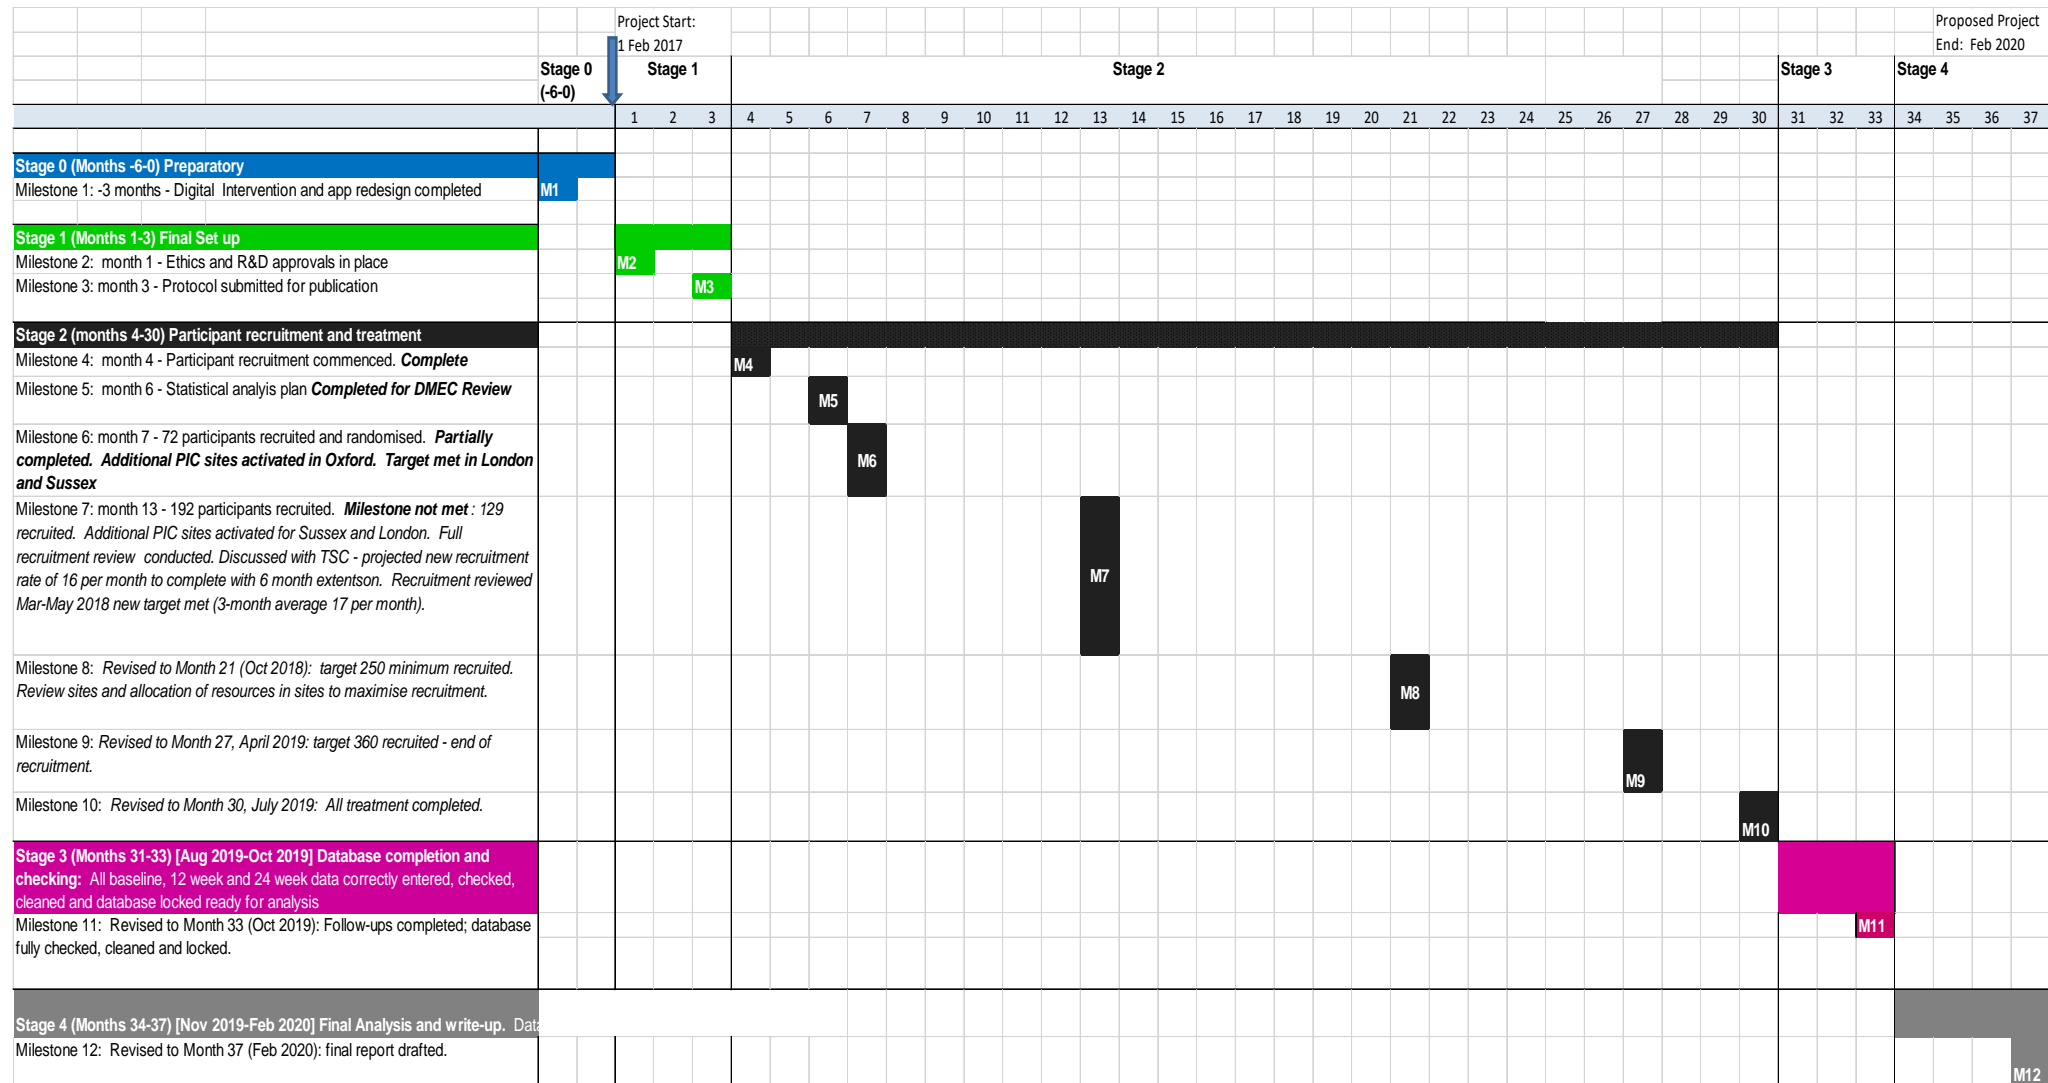 Project Start:
1 Feb 2017
Proposed Project
End: Feb 2020
Stage 0
(-6-0)
Stage 1
Stage 2
Stage 3
Stage 4
1 2 3 4 5 6 7 8 9 10 11 12 13 14 15 16 17 18 19 20 21 22 23 24 25 26 27 28 29 30 31 32 33 34 35 36 37
Stage 0 (Months -6-0) Preparatory
Milestone 1: -3 months - Digital Intervention and app redesign completed
M1
Stage 1 (Months 1-3) Final Set up
Milestone 2: month 1 - Ethics and R&D approvals in place
M2
Milestone 3: month 3 - Protocol submitted for publication
M3
Stage 2 (months 4-30) Participant recruitment and treatment
Milestone 4: month 4 - Participant recruitment commenced. Complete
M4
Milestone 5: month 6 - Statistical analyis plan Completed for DMEC Review
M5
Milestone 6: month 7 - 72 participants recruited and randomised. Partially
completed. Additional PIC sites activated in Oxford. Target met in London
and Sussex
M6
Milestone 7: month 13 - 192 participants recruited. Milestone not met : 129
recruited. Additional PIC sites activated for Sussex and London. Full
recruitment review conducted. Discussed with TSC - projected new recruitment
rate of 16 per month to complete with 6 month extentson. Recruitment reviewed
Mar-May 2018 new target met (3-month average 17 per month).
M7
Milestone 8: Revised to Month 21 (Oct 2018): target 250 minimum recruited.
Review sites and allocation of resources in sites to maximise recruitment.
M8
Milestone 9: Revised to Month 27, April 2019: target 360 recruited - end of
recruitment.
M9
Milestone 10: Revised to Month 30, July 2019: All treatment completed.
M10
Stage 3 (Months 31-33) [Aug 2019-Oct 2019] Database completion and
checking: All baseline, 12 week and 24 week data correctly entered, checked,
cleaned and database locked ready for analysis
Milestone 11: Revised to Month 33 (Oct 2019): Follow-ups completed; database
fully checked, cleaned and locked.
M11
Stage 4 (Months 34-37) [Nov 2019-Feb 2020] Final Analysis and write-up. Data
Milestone 12: Revised to Month 37 (Feb 2020): final report drafted.
M12